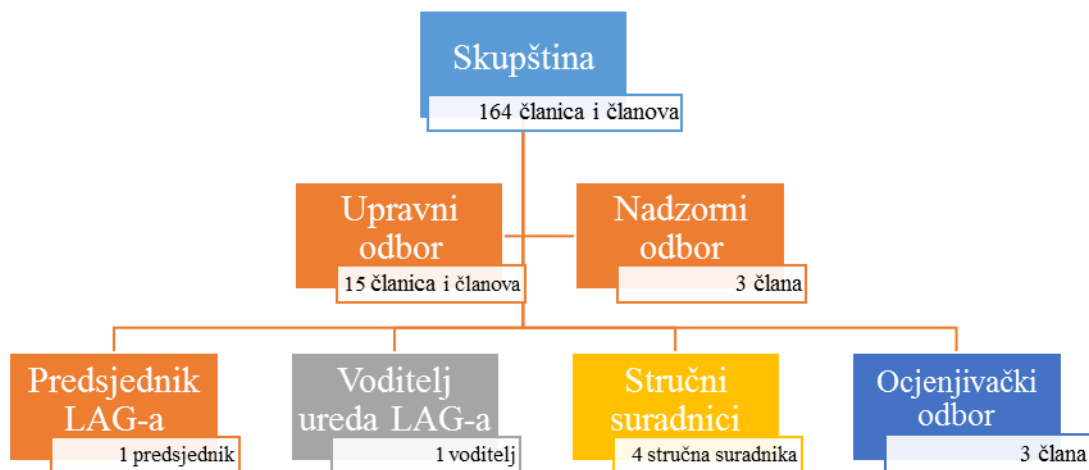 Skupština
164 članica i članova
Upravni
odbor
15 članica i članova
Nadzorni
odbor
3 člana
Predsjednik
LAG-a
1 predsjednik
Voditelj
ureda LAG-a
1 voditelj
Stručni
suradnici
4 stručna suradnika
Ocjenjivački
odbor
3 člana